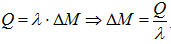 Q = λ · ΔM ⇒ ΔM = Q/λ.